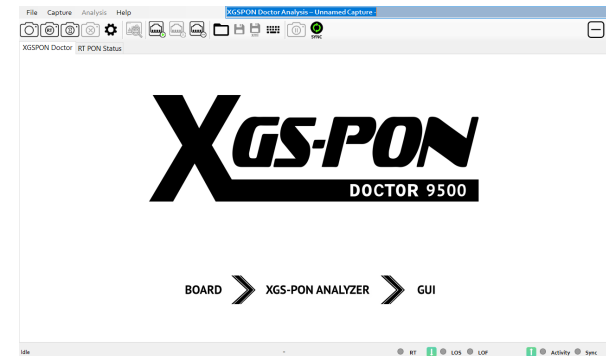 File Capture Analysis Help
XGSPON Doctor Analysis - Unnamed Capture -
RT
SYNC
XGSPON Doctor RT PON Status
XGS-PON
DOCTOR 9500
BOARD XGS-PON ANALYZER GUI
Idle - RT LOS LOF Activity Sync